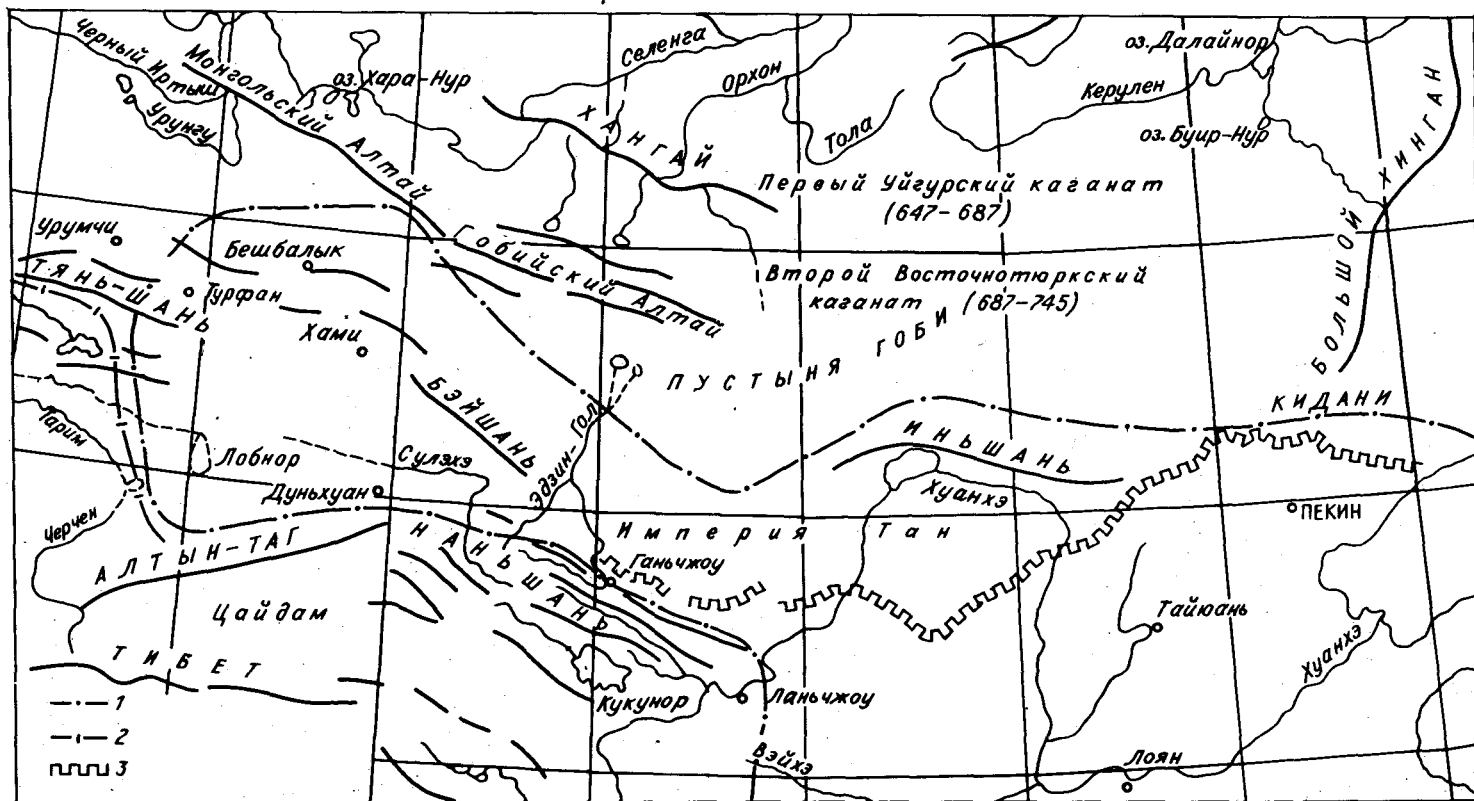 Черный Иртыш
Урунгу
Монгольский Алтай
оз. Хара-Нур
Селенга
Орхон
ХАНГАЙ
Тола
оз. Далайнор
Керулен
оз. Буир-Нур
БОЛЬШОЙ ХИНГАН
Первый Уйгурский каганат
(647-687)
Урумчи
Бешбалык
Гобийский Алтай
Второй Восточнотюркский
каганат (687-745)
ТЯНЬ-ШАНЬ
Турфан
Хами
ПУСТЫНЯ ГОБИ
БЭЙШАНЬ
КИДАНИ
Тарим
Лобнор
Сулэхэ
Эдзин-Гол
ИНЬШАНЬ
Хуанхэ
Дуньхуан
ПЕКИН
Черчен
АЛТЫН-ТАГ
НАНЬШАНЬ
Империя Тан
Ганьчжоу
Цайдам
Тайюань
ТИБЕТ
Хуанхэ
Кукунор
Ланьчжоу
1
2
3
Вэйхэ
Лоян